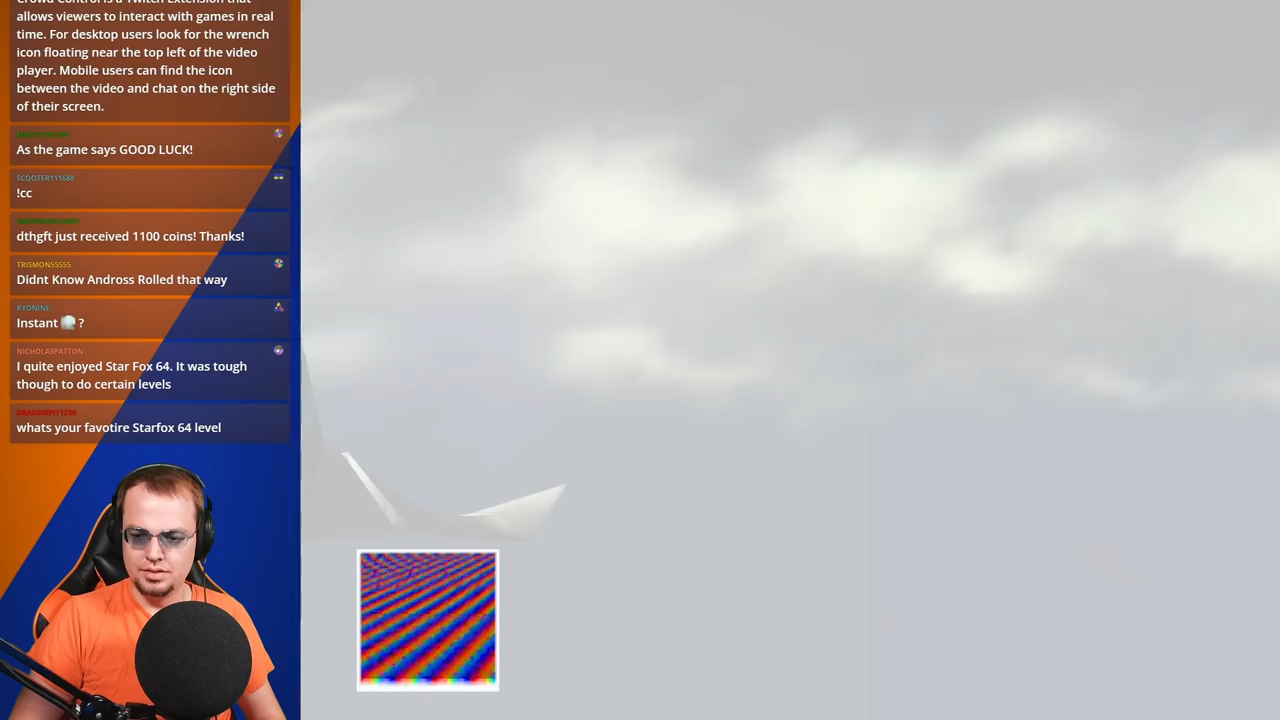 Crowd Control is a Twitch Extension that
allows viewers to interact with games in real
time. For desktop users look for the wrench
icon floating near the top left of the video
player. Mobile users can find the icon
between the video and chat on the right side
of their screen.
As the game says GOOD LUCK!
SCOOTER111688
!cc
dthgft just received 1100 coins! Thanks!
TRISMON55555
Didnt Know Andross Rolled that way
RYONINE
Instant ?
NICHOLASPATTON
I quite enjoyed Star Fox 64. It was tough
though to do certain levels
DRAGONPIT1234
whats your favotire Starfox 64 level